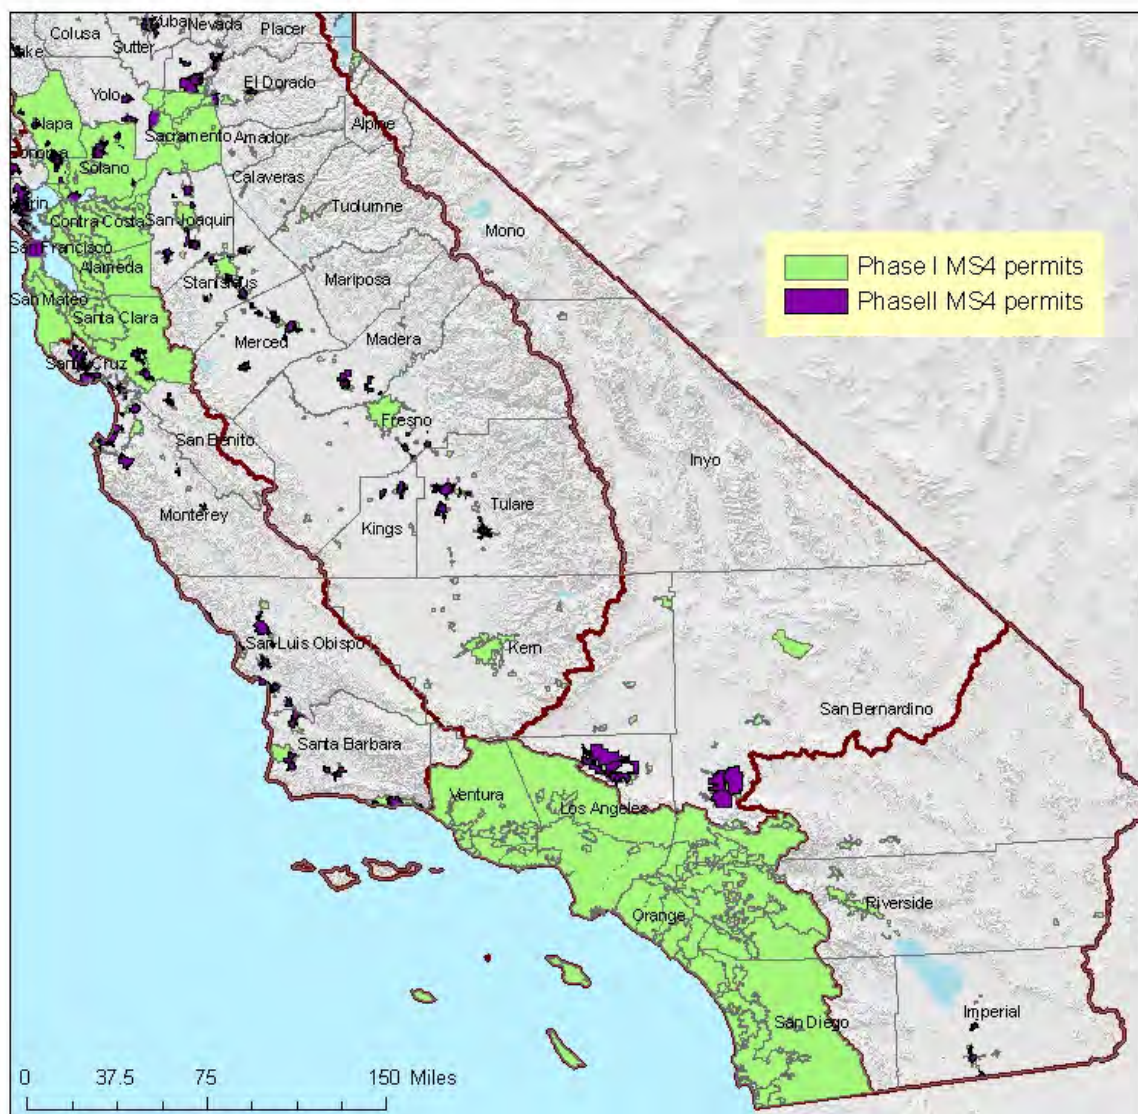 Colusa
Yuba
Nevada
Placer
Sutter
Lake
El Dorado
Yolo
Napa
Sacramento
Amador
Alpine
Sonoma
Solano
Calaveras
Marin
Tuolumne
Contra Costa
San Joaquin
Mono
San Francisco
Alameda
Phase I MS4 permits
Stanislaus
Mariposa
PhaseII MS4 permits
San Mateo
Santa Clara
Merced
Madera
Santa Cruz
Fresno
San Benito
Inyo
Monterey
Kings
Tulare
San Luis Obispo
Kern
San Bernardino
Santa Barbara
Ventura
Los Angeles
Riverside
Orange
San Diego
Imperial
0 37.5 75 150 Miles